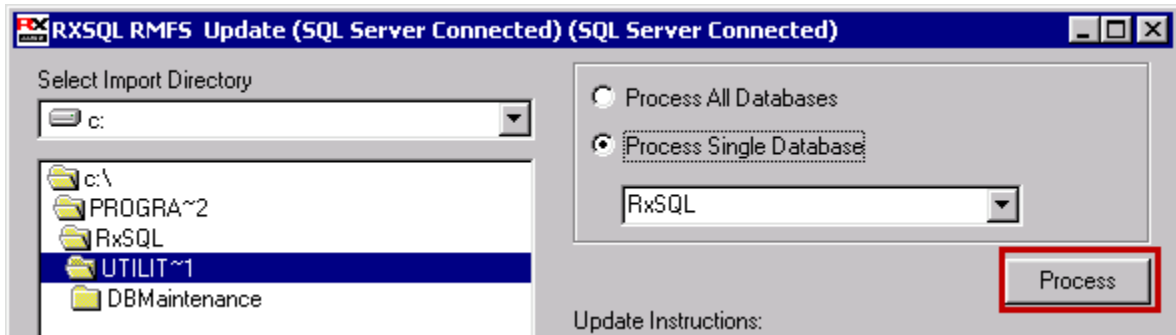 RXSQL RMFS Update (SQL Server Connected) (SQL Server Connected)
Select Import Directory
c:
c:\
PROGRA~2
RxSQL
UTILIT~1
DBMaintenance
Process All Databases
Process Single Database
RxSQL
Process
Update Instructions: